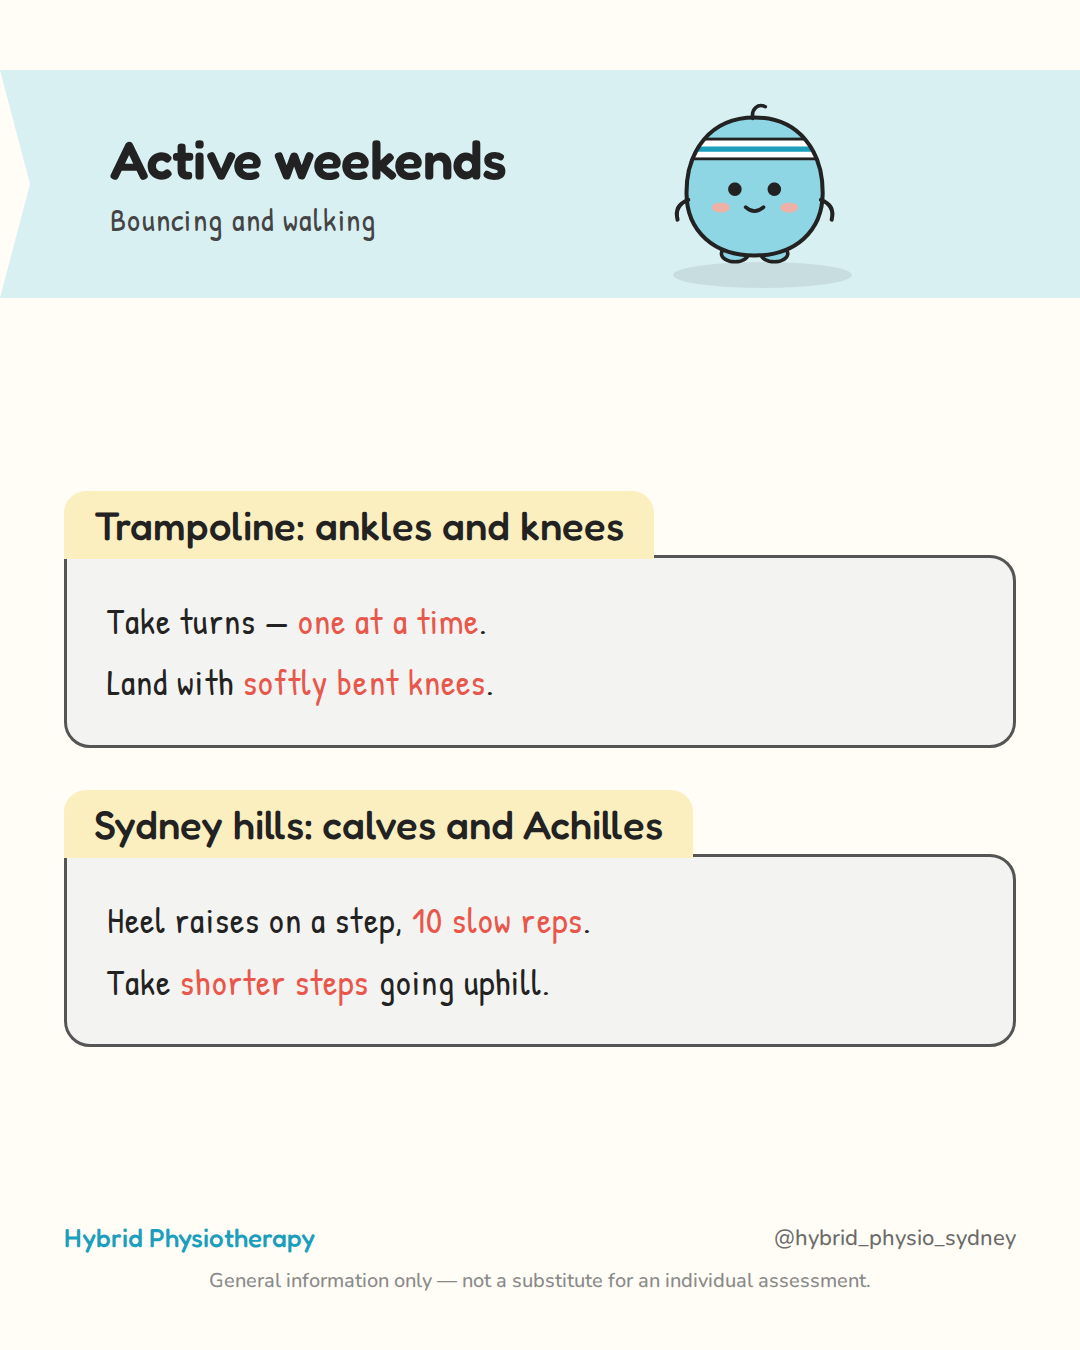 Active weekends
Bouncing and walking
Trampoline: ankles and knees
Take turns — one at a time.
Land with softly bent knees.
Sydney hills: calves and Achilles
Heel raises on a step, 10 slow reps.
Take shorter steps going uphill.
Hybrid Physiotherapy
@hybrid_physio_sydney
General information only — not a substitute for an individual assessment.